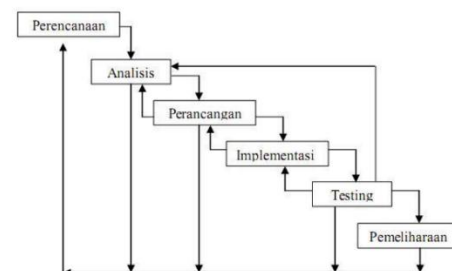 Perencanaan
Analisis
Perancangan
Implementasi
Testing
Pemeliharaan